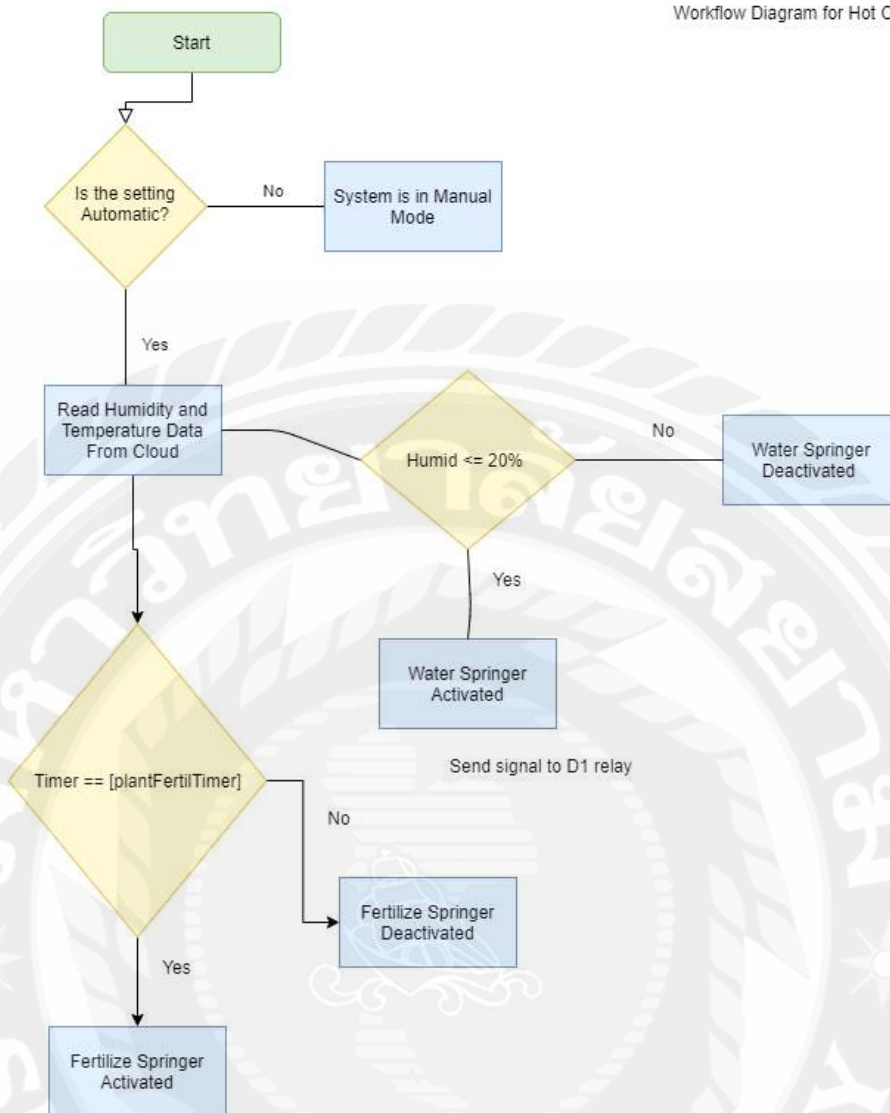 Workflow Diagram for Hot
Start
Is the setting
Automatic?
No
System is in Manual
Mode
Yes
Read Humidity and
Temperature Data
From Cloud
Humid <= 20%
No
Water Springer
Deactivated
Yes
Water Springer
Activated
Send signal to D1 relay
Timer == [plantFertilTimer]
No
Fertilize Springer
Deactivated
Yes
Fertilize Springer
Activated